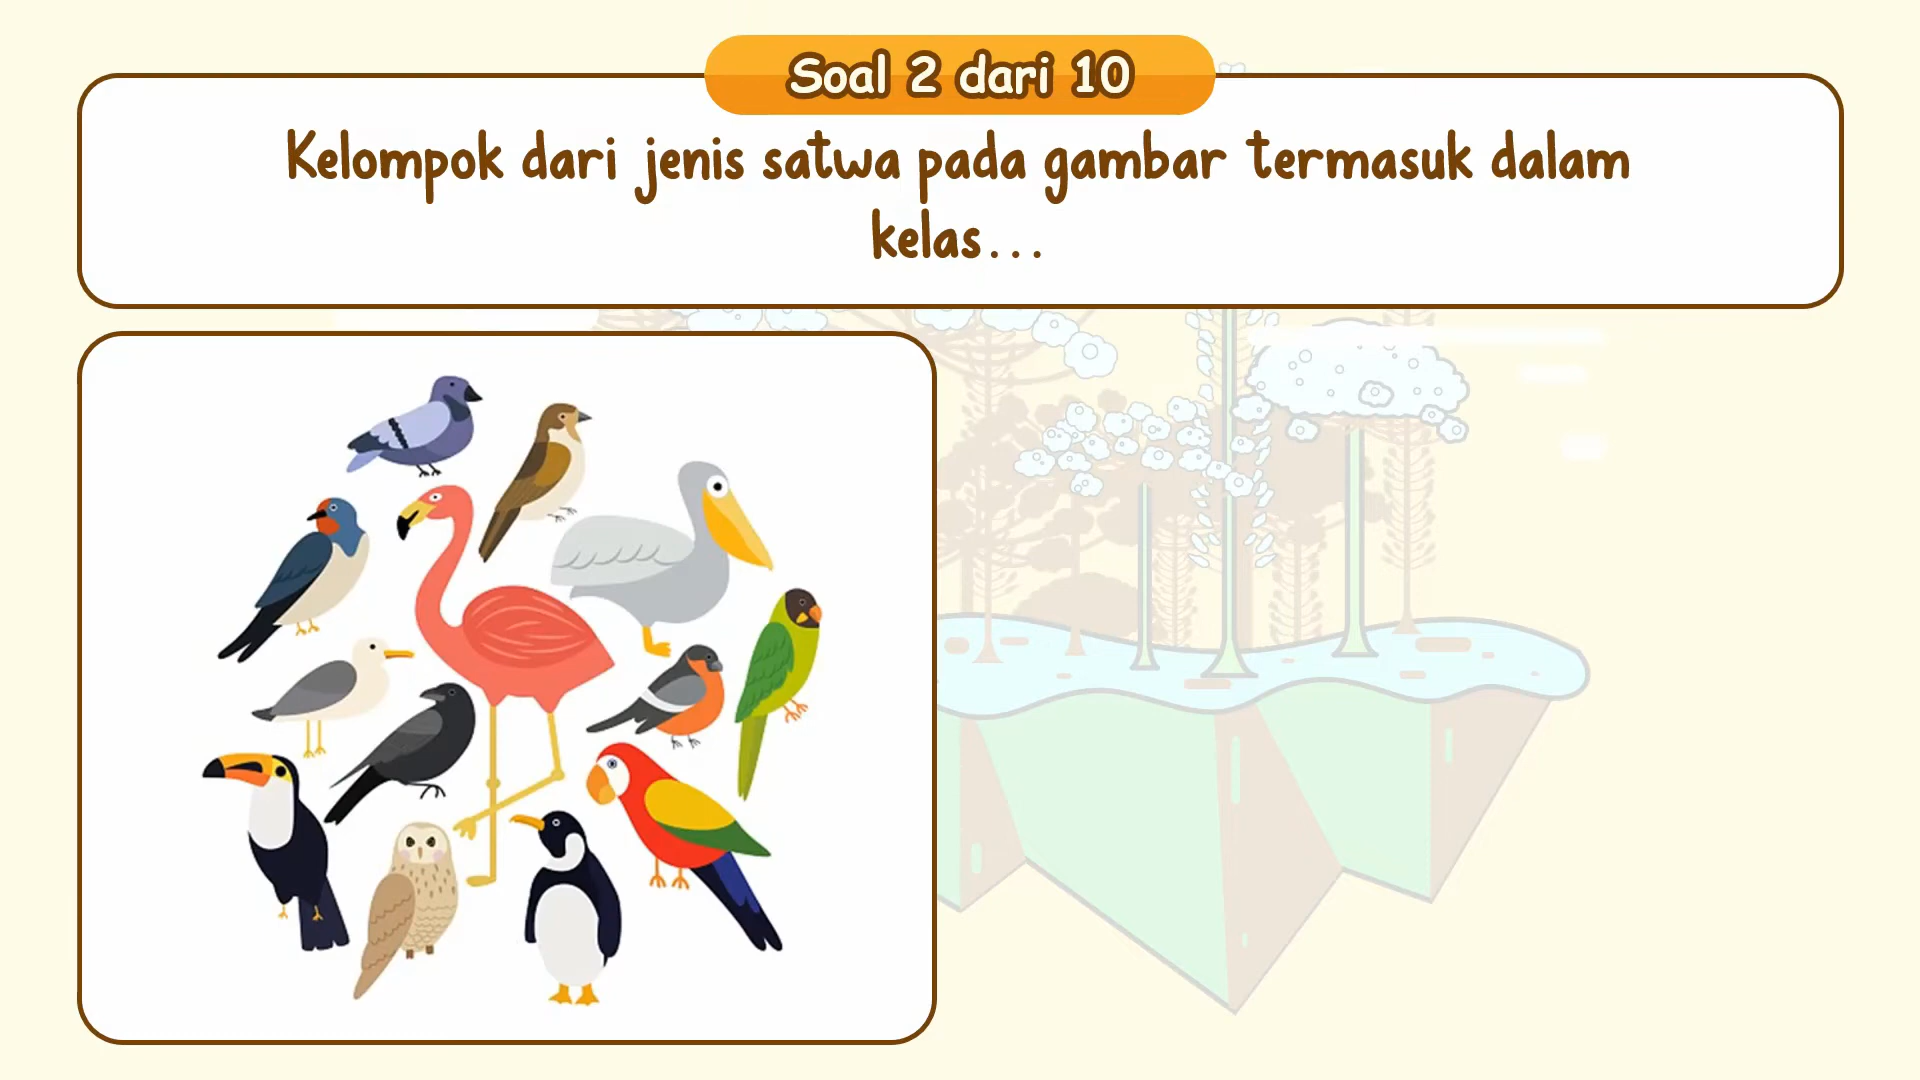 Soal 2 dari 10
Kelompok dari jenis satwa pada gambar termasuk dalam
kelas...